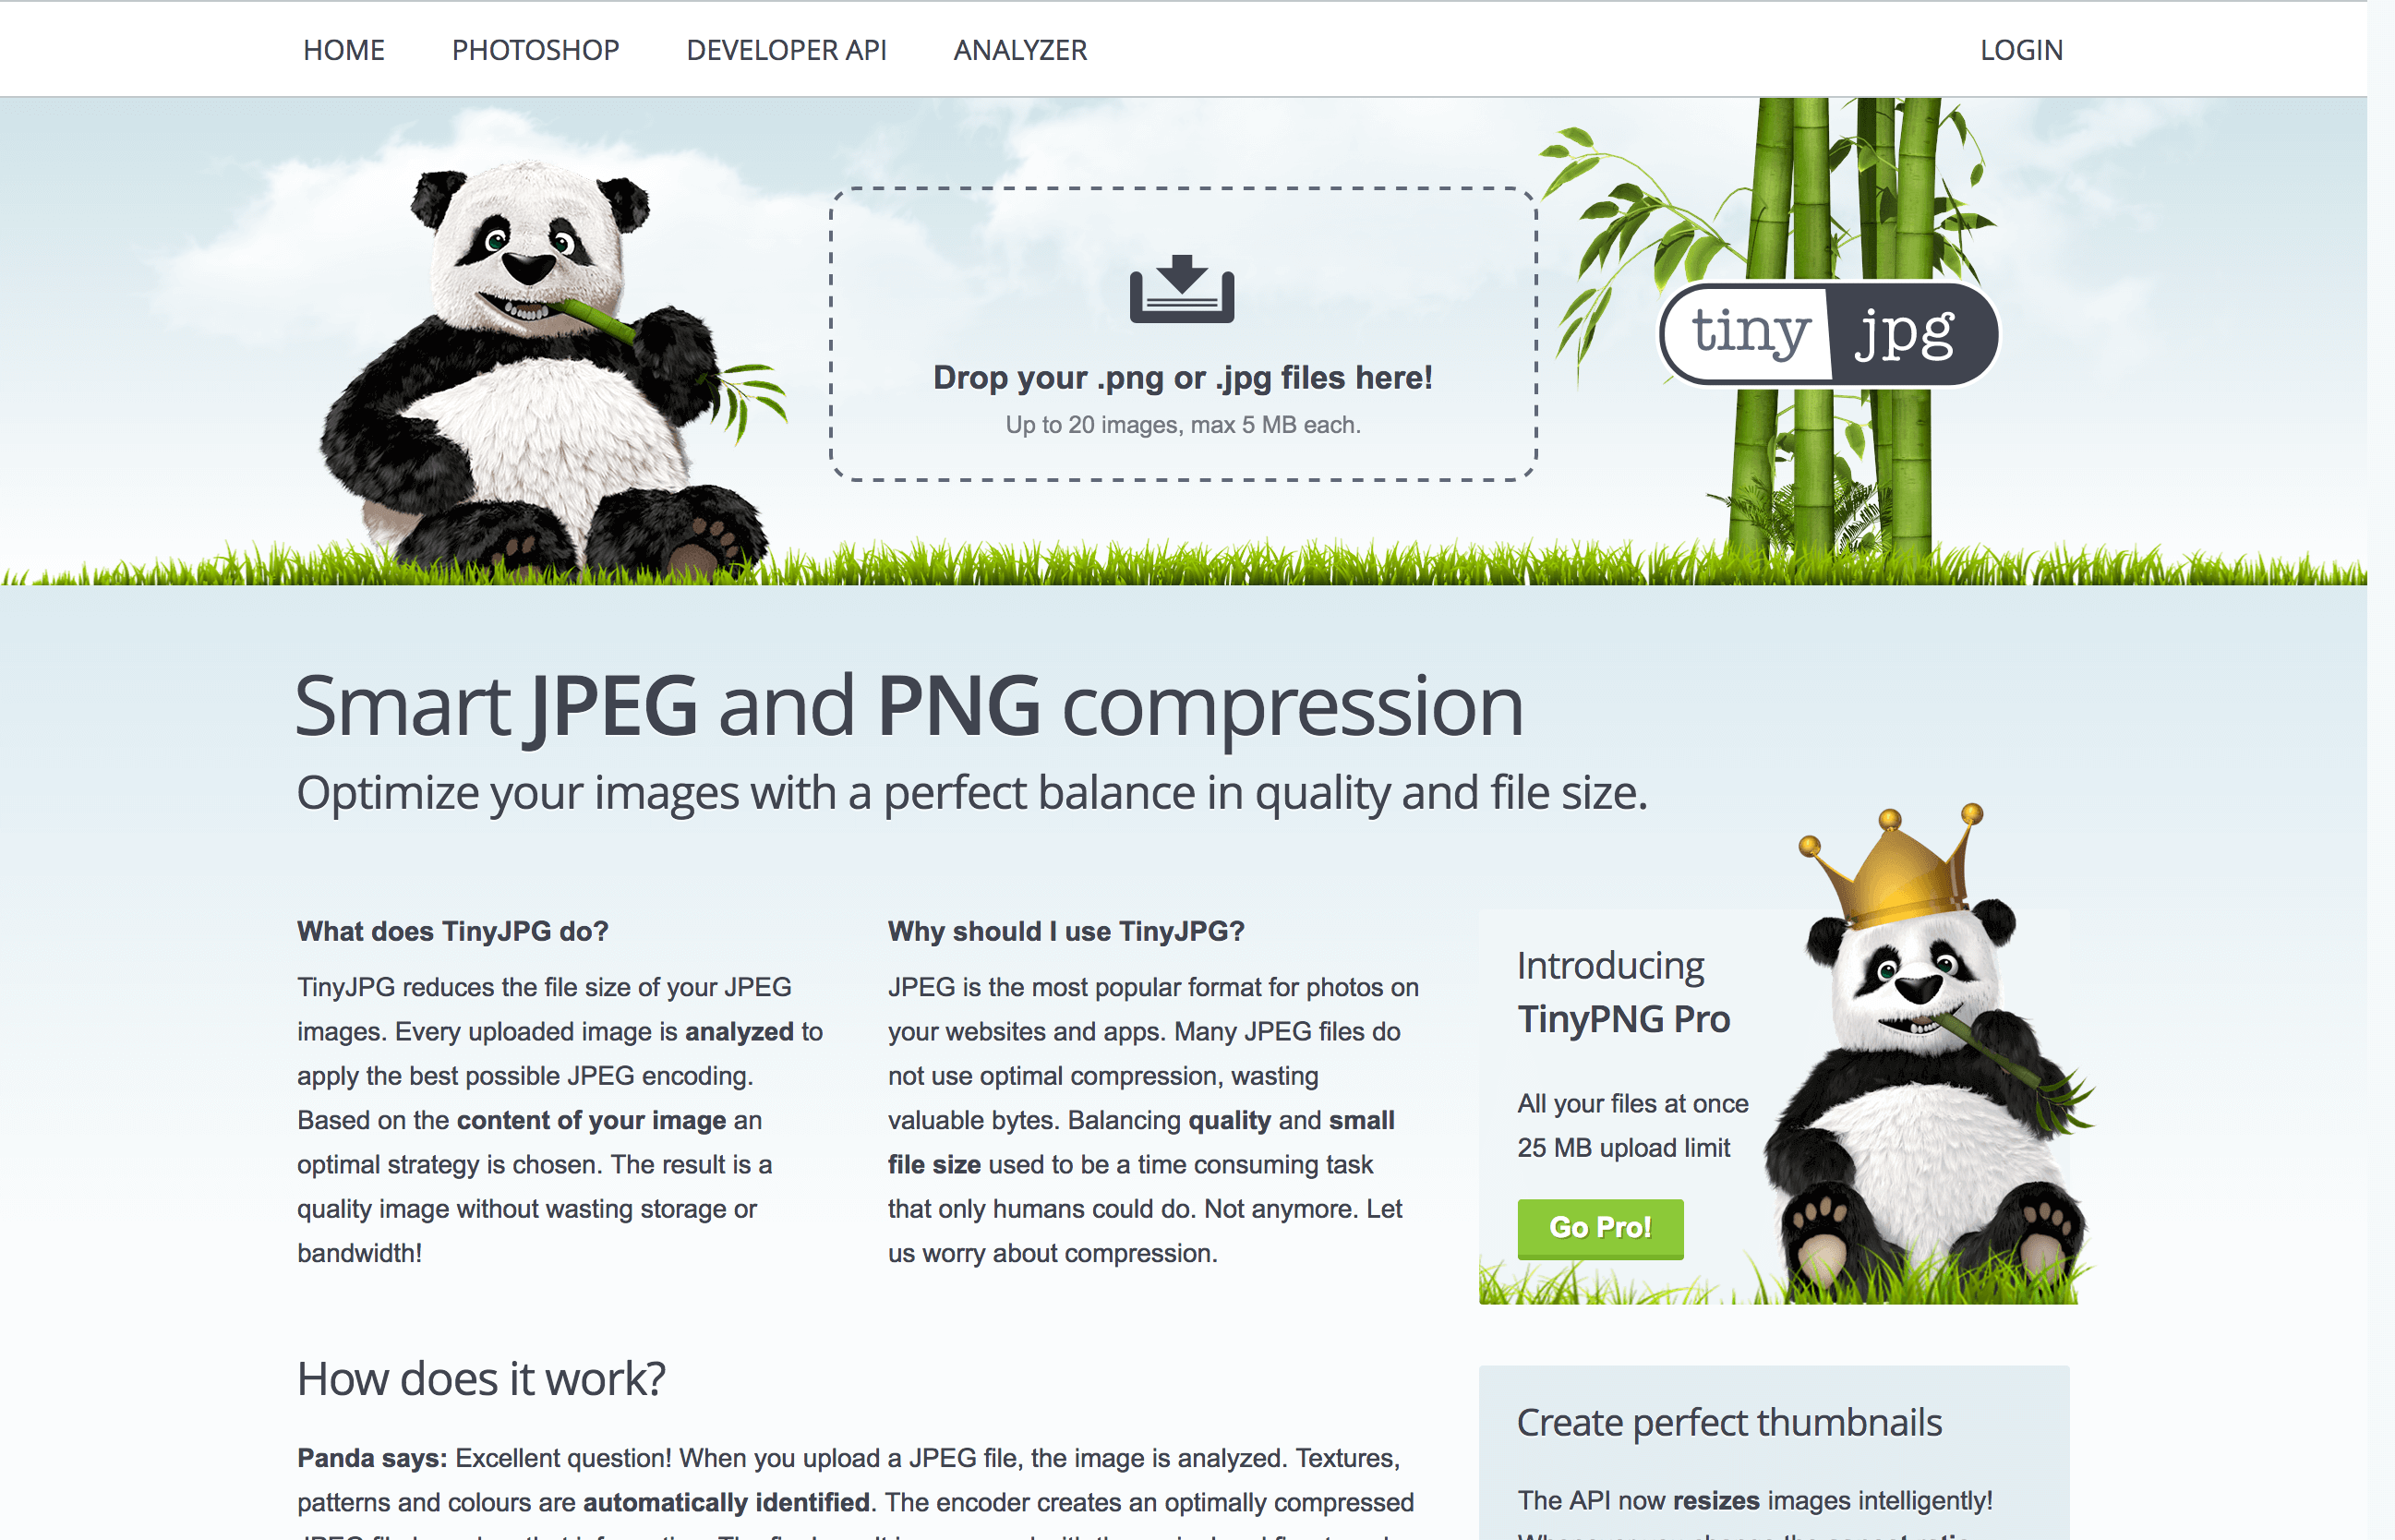 HOME PHOTOSHOP DEVELOPER API ANALYZER LOGIN
Drop your .png or .jpg files here!
Up to 20 images, max 5 MB each.
tiny jpg
Smart JPEG and PNG compression
Optimize your images with a perfect balance in quality and file size.
What does TinyJPG do?
TinyJPG reduces the file size of your JPEG
images. Every uploaded image is analyzed to
apply the best possible JPEG encoding.
Based on the content of your image an
optimal strategy is chosen. The result is a
quality image without wasting storage or
bandwidth!
Why should I use TinyJPG?
JPEG is the most popular format for photos on
your websites and apps. Many JPEG files do
not use optimal compression, wasting
valuable bytes. Balancing quality and small
file size used to be a time consuming task
that only humans could do. Not anymore. Let
us worry about compression.
Introducing
TinyPNG Pro
All your files at once
25 MB upload limit
Go Pro!
How does it work?
Panda says: Excellent question! When you upload a JPEG file, the image is analyzed. Textures,
patterns and colours are automatically identified. The encoder creates an optimally compressed
Create perfect thumbnails
The API now resizes images intelligently!